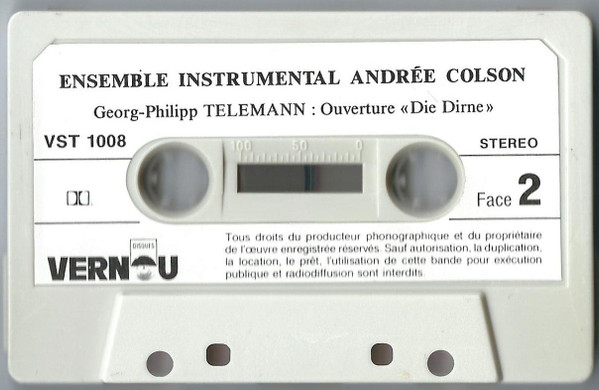 ENSEMBLE INSTRUMENTAL ANDRÉE COLSON
Georg-Philipp TELEMANN : Ouverture «Die Dirne»
VST 1008
100 50 0
STEREO
Face 2
DISQUES
VERNOU
Tous droits du producteur phonographique et du propriétaire
de l'œuvre enregistrée réservés. Sauf autorisation, la duplication,
la location, le prêt, l'utilisation de cette bande pour exécution
publique et radiodiffusion sont interdits.